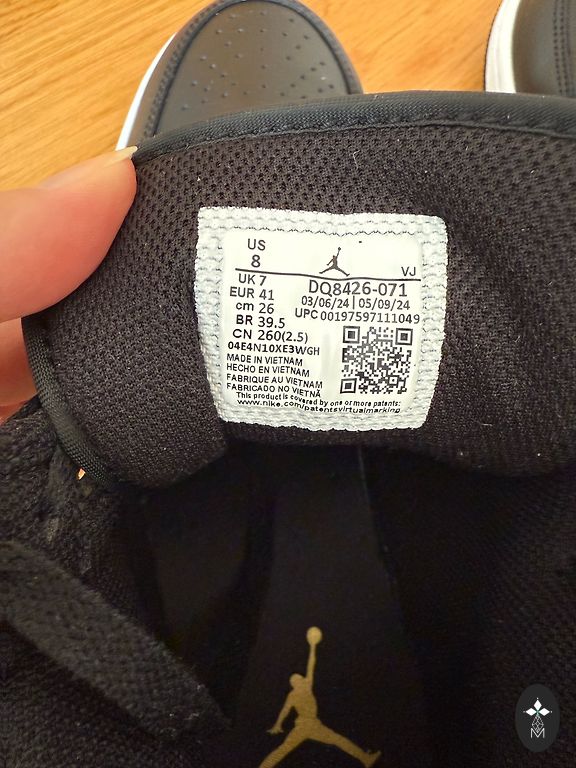 US
8
VJ
UK 7
DQ8426-071
EUR 41
03/06/24 | 05/09/24
cm 26
UPC 00197597111049
BR 39.5
CN 260(2.5)
04E4N10XE3WGH
MADE IN VIETNAM
HECHO EN VIETNAM
FABRIQUE AU VIETNAM
FABRICADO NO VIETNÃ
This product is covered by one or more patents:
www.nike.com/patentsvirtualmarking
M